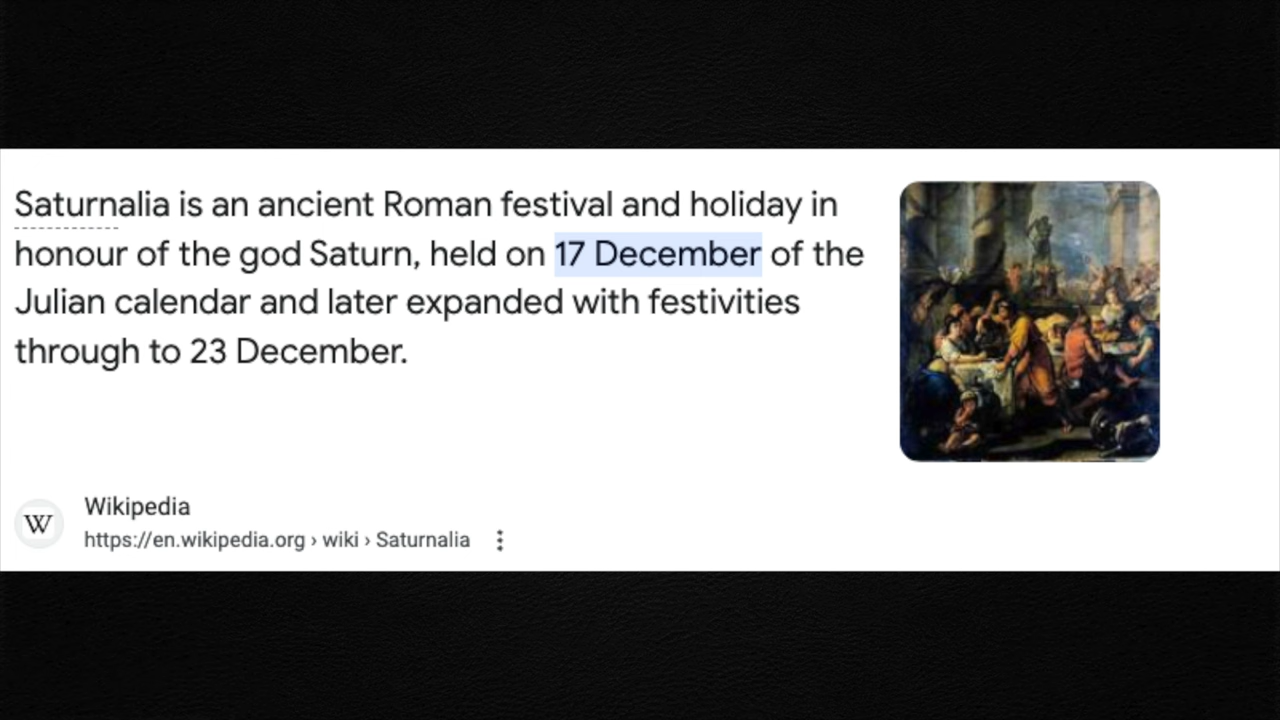 Saturnalia is an ancient Roman festival and holiday in
honour of the god Saturn, held on 17 December of the
Julian calendar and later expanded with festivities
through to 23 December.
W
Wikipedia
https://en.wikipedia.org › wiki › Saturnalia